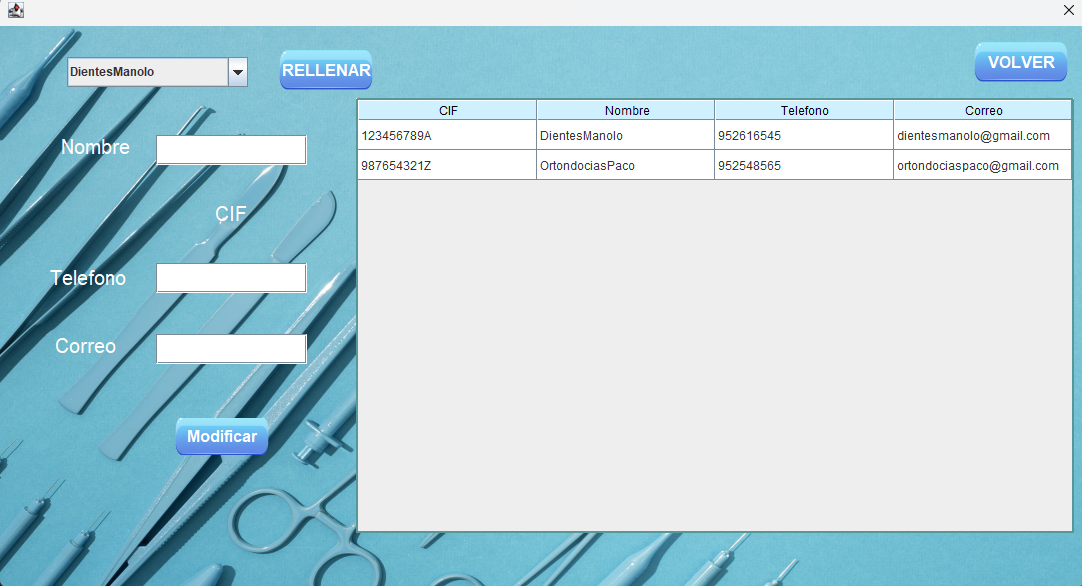 DientesManolo
RELLENAR
VOLVER
Nombre
CIF
Telefono
Correo
Modificar
CIF Nombre Telefono Correo
123456789A DientesManolo 952616545 dientesmanolo@gmail.com
987654321Z OrtondociasPaco 952548565 ortondociaspaco@gmail.com